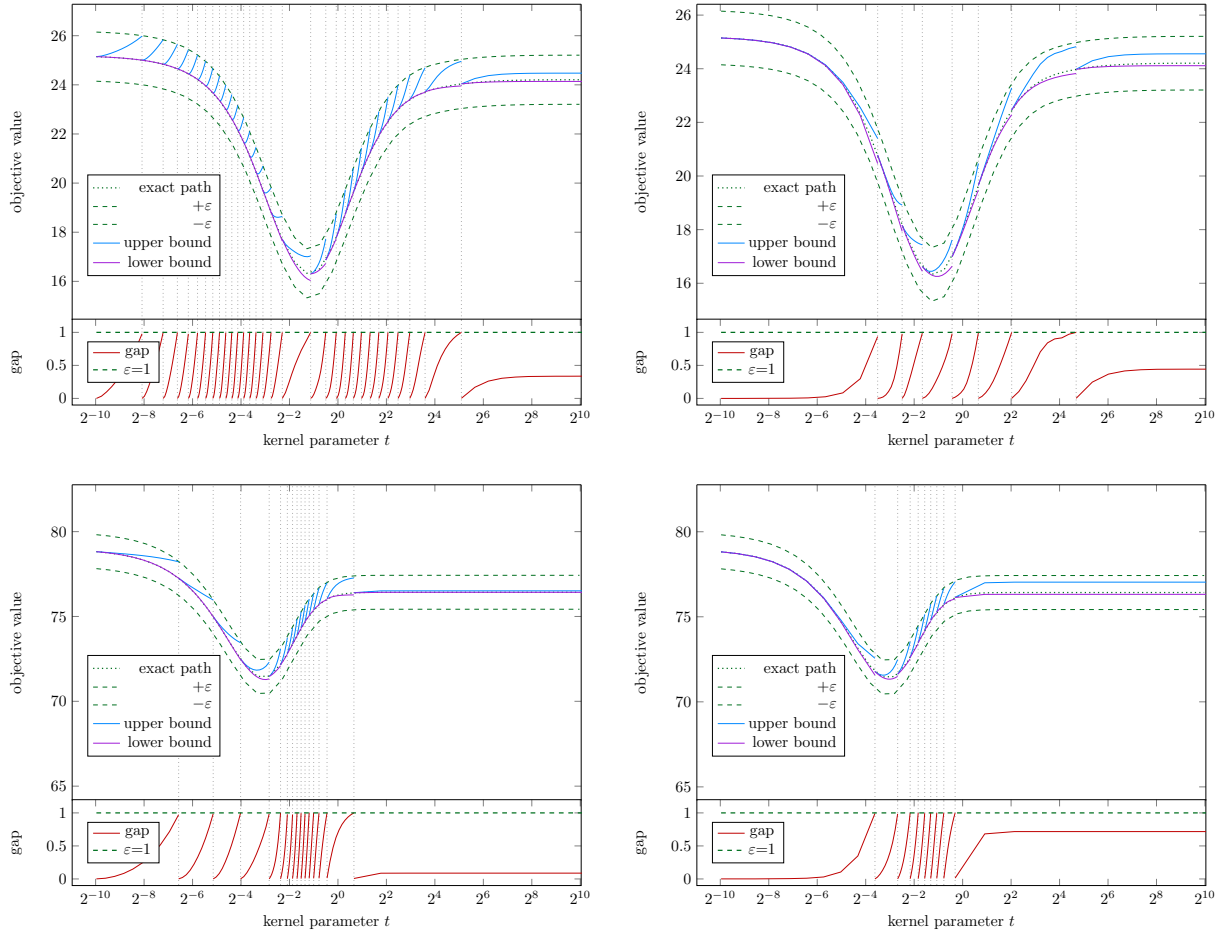 26
24
22
20
18
16
objective value
exact path
+ε
−ε
upper bound
lower bound
1
0.5
0
gap
gap
ε=1
2^−10 2^−8 2^−6 2^−4 2^−2 2^0 2^2 2^4 2^6 2^8 2^10
kernel parameter t
26
24
22
20
18
16
objective value
exact path
+ε
−ε
upper bound
lower bound
1
0.5
0
gap
gap
ε=1
2^−10 2^−8 2^−6 2^−4 2^−2 2^0 2^2 2^4 2^6 2^8 2^10
kernel parameter t
80
75
70
65
objective value
exact path
+ε
−ε
upper bound
lower bound
1
0.5
0
gap
gap
ε=1
2^−10 2^−8 2^−6 2^−4 2^−2 2^0 2^2 2^4 2^6 2^8 2^10
kernel parameter t
80
75
70
65
objective value
exact path
+ε
−ε
upper bound
lower bound
1
0.5
0
gap
gap
ε=1
2^−10 2^−8 2^−6 2^−4 2^−2 2^0 2^2 2^4 2^6 2^8 2^10
kernel parameter t